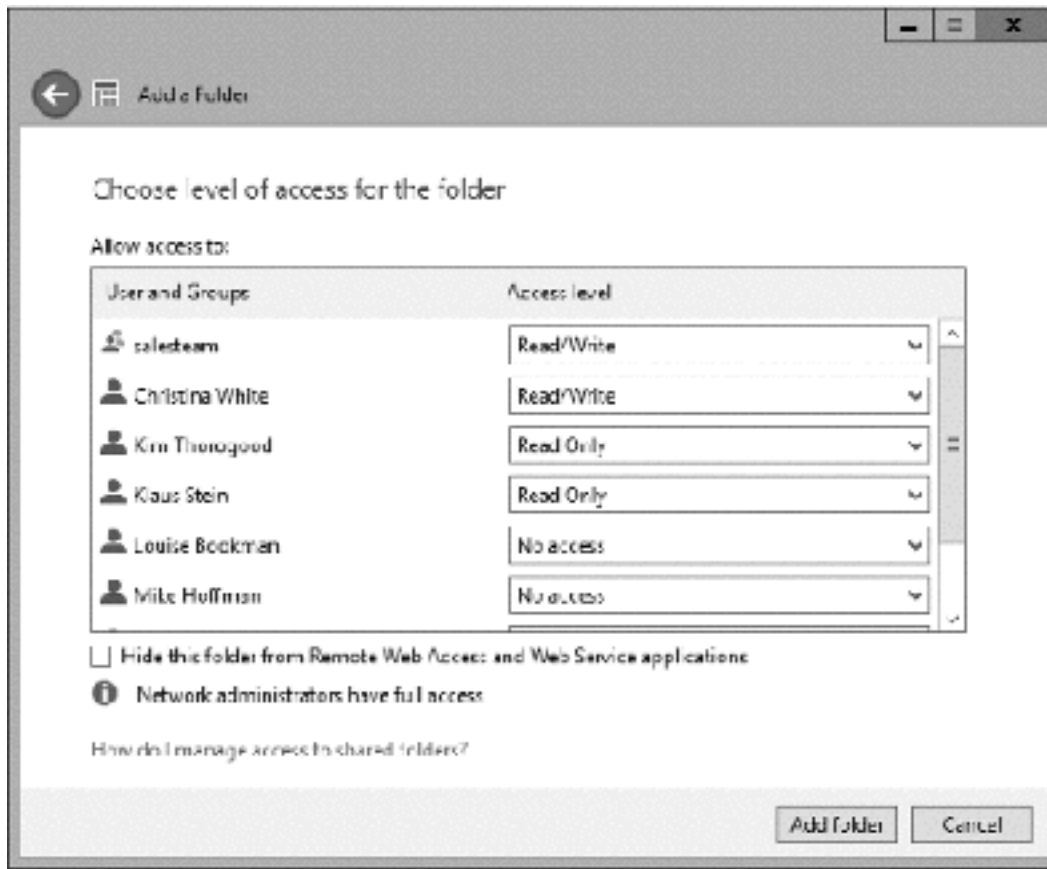 Add a Folder
Choose level of access for the folder
Allow access to:
User and Groups Access level
salesteam Read/Write
Christina White Read/Write
Kim Thorogood Read Only
Klaus Stein Read Only
Louise Bookman No access
Mike Hoffman No access
Hide this folder from Remote Web Access and Web Service applications
Network administrators have full access
How do I manage access to shared folders?
Add folder Cancel